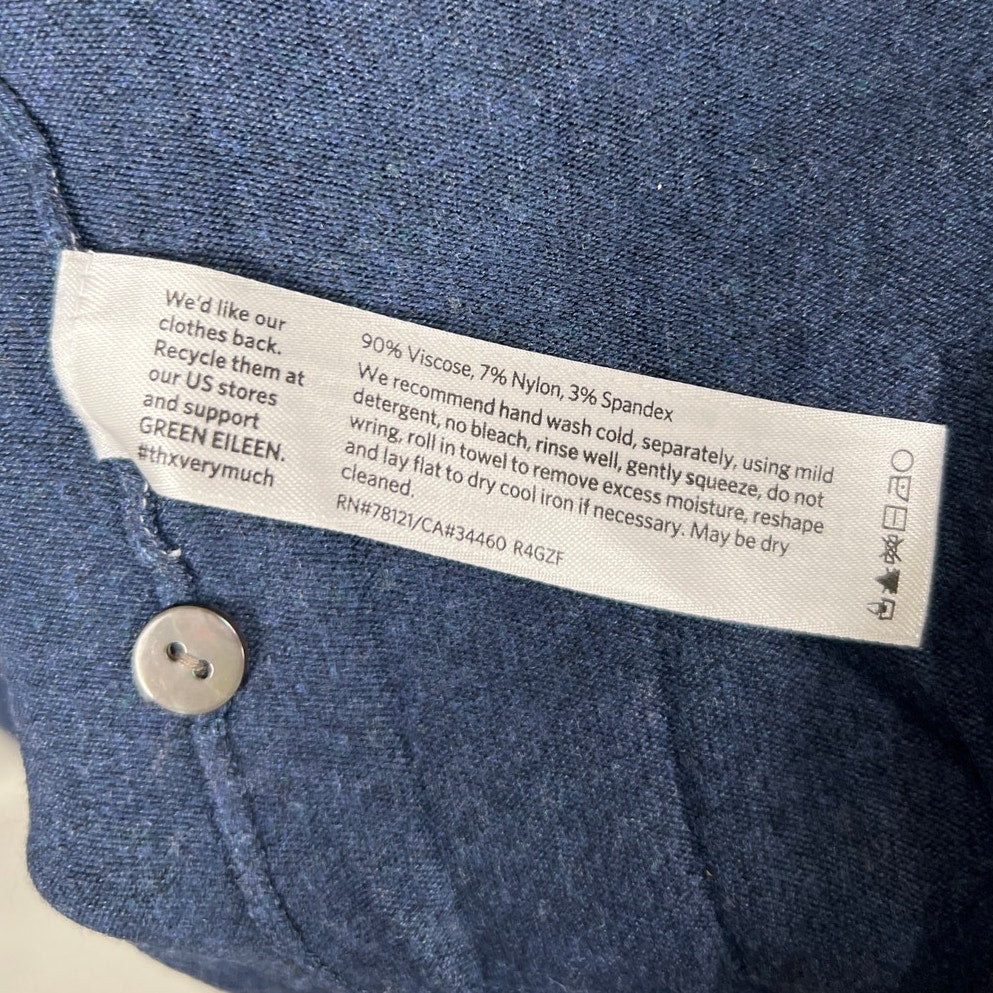 We'd like our
clothes back.
Recycle them at
our US stores
and support
GREEN EILEEN.
#thxverymuch
90% Viscose, 7% Nylon, 3% Spandex
We recommend hand wash cold, separately, using mild
detergent, no bleach, rinse well, gently squeeze, do not
wring, roll in towel to remove excess moisture, reshape
and lay flat to dry cool iron if necessary. May be dry
cleaned.
RN#78121/CA#34460 R4GZF